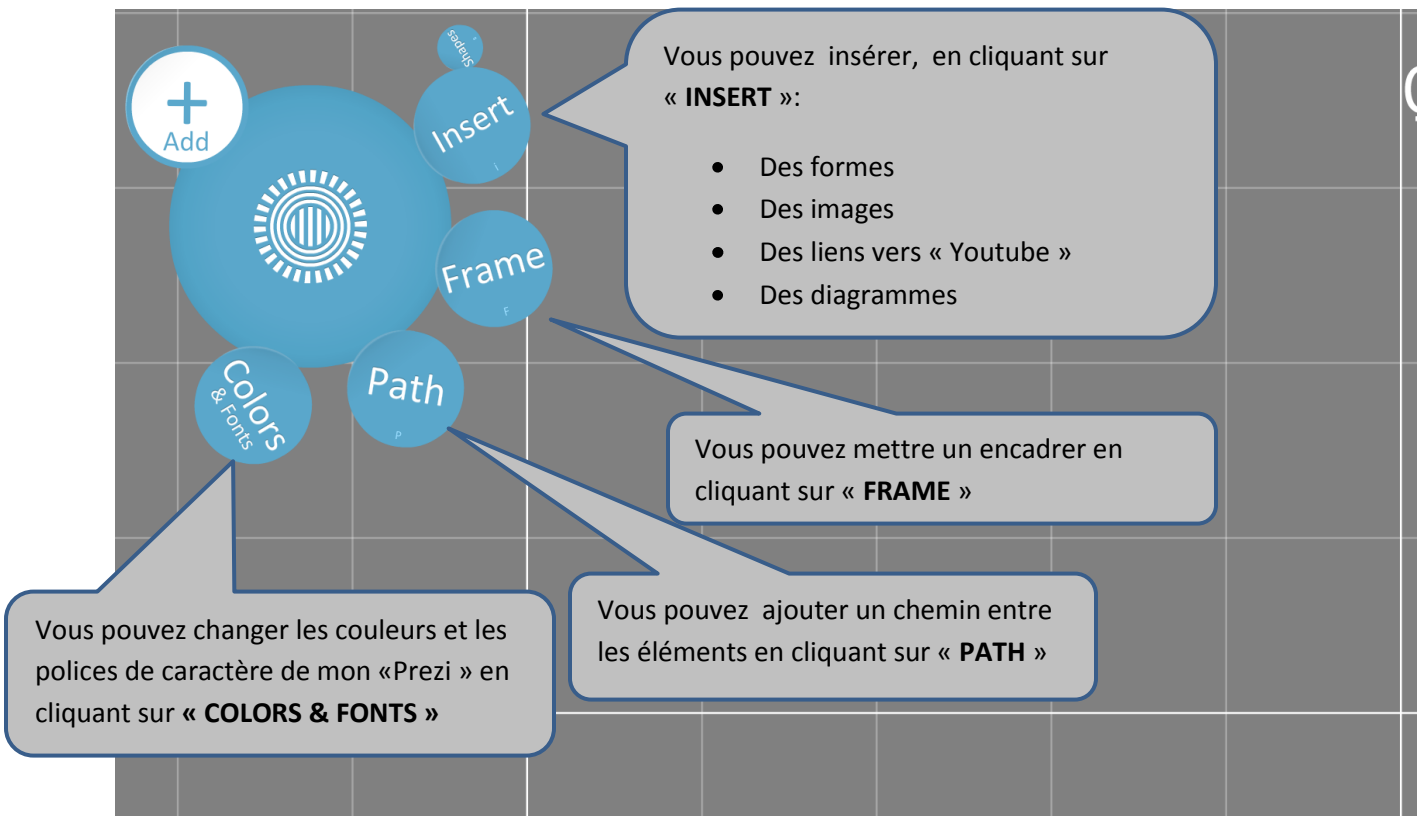 +
Add
Shapes
Insert
i
Frame
F
Path
P
Colors
& Fonts
Vous pouvez  insérer,  en cliquant sur
« INSERT »:
• Des formes
• Des images
• Des liens vers « Youtube »
• Des diagrammes
Vous pouvez mettre un encadrer en
cliquant sur « FRAME »
Vous pouvez  ajouter un chemin entre
les éléments en cliquant sur « PATH »
Vous pouvez changer les couleurs et les
polices de caractère de mon «Prezi » en
cliquant sur « COLORS & FONTS »